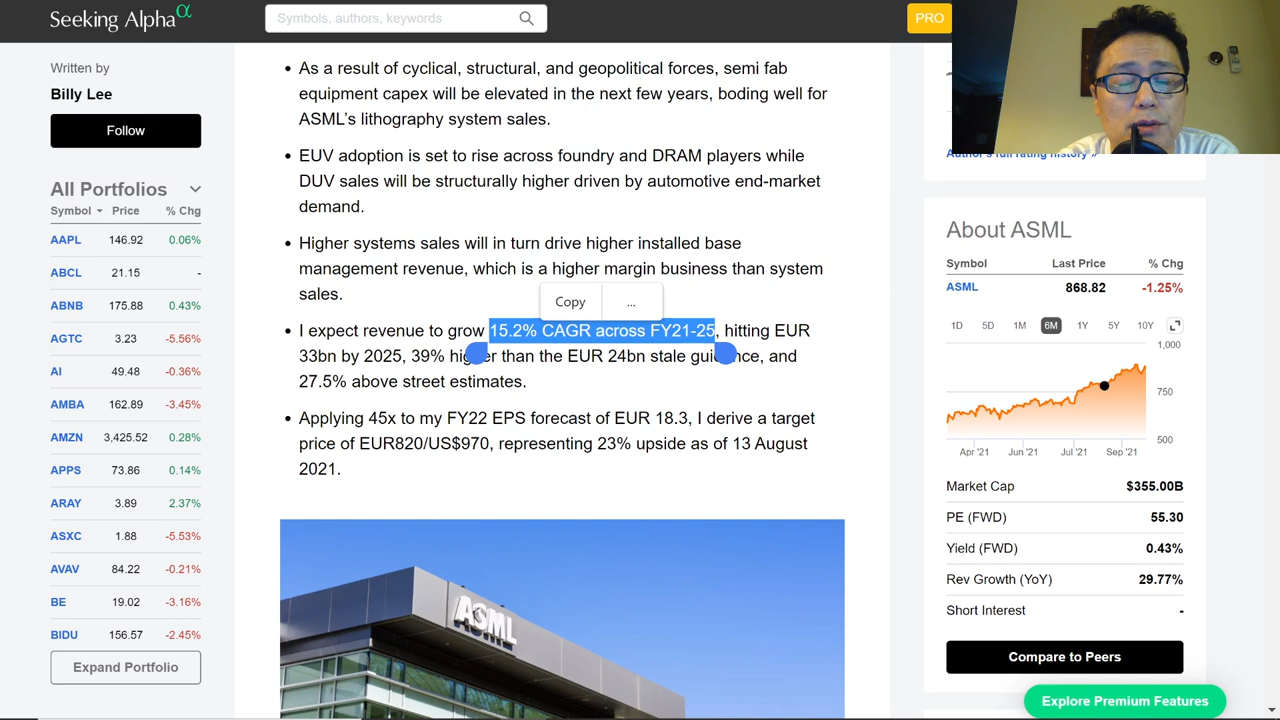 Seeking Alpha α
Symbols, authors, keywords
PRO
Written by
Billy Lee
Follow
All Portfolios
Symbol Price % Chg
AAPL 146.92 0.06%
ABCL 21.15 -
ABNB 175.88 0.43%
AGTC 3.23 -5.56%
AI 49.48 -0.36%
AMBA 162.89 -3.45%
AMZN 3,425.52 0.28%
APPS 73.86 0.14%
ARAY 3.89 2.37%
ASXC 1.88 -5.53%
AVAV 84.22 -0.21%
BE 19.02 -3.16%
BIDU 156.57 -2.45%
Expand Portfolio
As a result of cyclical, structural, and geopolitical forces, semi fab
equipment capex will be elevated in the next few years, boding well for
ASML's lithography system sales.
EUV adoption is set to rise across foundry and DRAM players while
DUV sales will be structurally higher driven by automotive end-market
demand.
Higher systems sales will in turn drive higher installed base
management revenue, which is a higher margin business than system
sales.
Copy ...
I expect revenue to grow 15.2% CAGR across FY21-25, hitting EUR
33bn by 2025, 39% higher than the EUR 24bn stale guidance, and
27.5% above street estimates.
Applying 45x to my FY22 EPS forecast of EUR 18.3, I derive a target
price of EUR820/US$970, representing 23% upside as of 13 August
2021.
ASML
Author's full rating history »
About ASML
Symbol Last Price % Chg
ASML 868.82 -1.25%
1D 5D 1M 6M 1Y 5Y 10Y
1,000
750
500
Apr '21 Jun '21 Jul '21 Sep '21
Market Cap $355.00B
PE (FWD) 55.30
Yield (FWD) 0.43%
Rev Growth (YoY) 29.77%
Short Interest -
Compare to Peers
Explore Premium Features